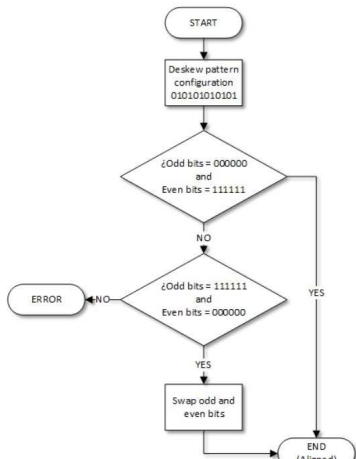 START
Deskew pattern
configuration
010101010101
¿Odd bits = 000000
and
Even bits = 111111
NO
YES
¿Odd bits = 111111
and
Even bits = 000000
NO
ERROR
YES
Swap odd and
even bits
END
(Aligned)